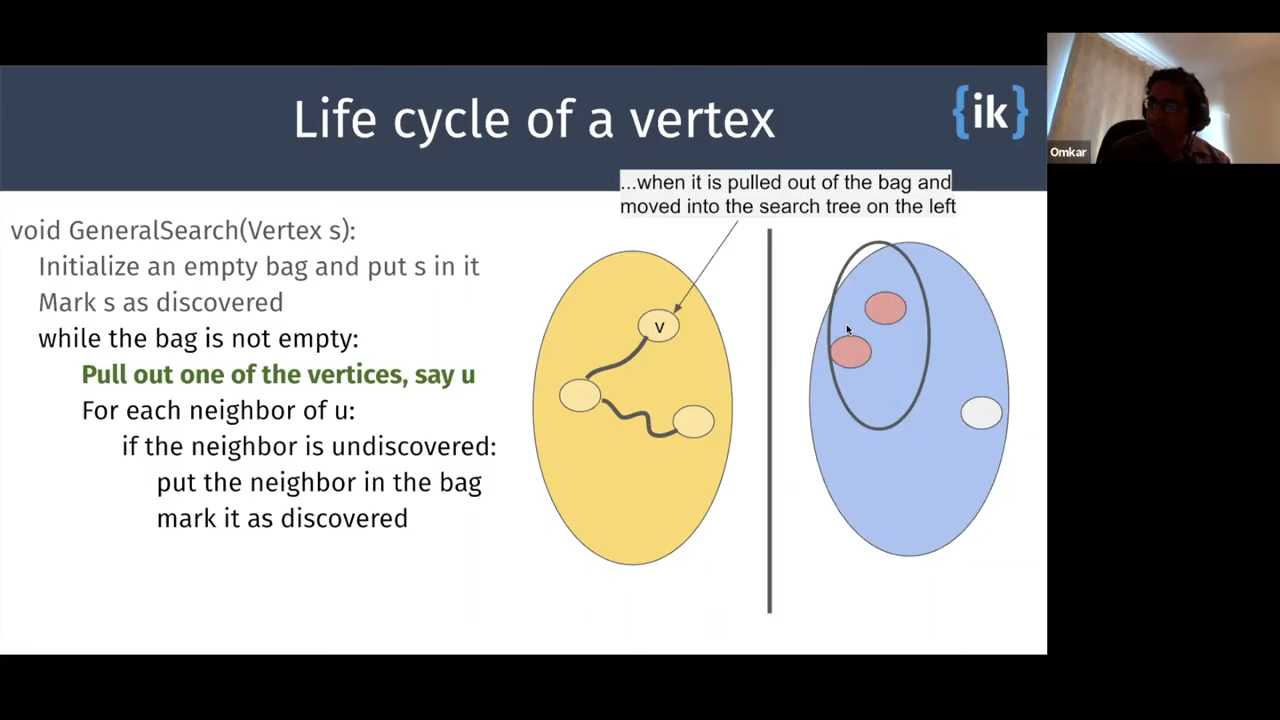 Life cycle of a vertex
{ik}
Omkar
...when it is pulled out of the bag and
moved into the search tree on the left
void GeneralSearch(Vertex s):
Initialize an empty bag and put s in it
Mark s as discovered
while the bag is not empty:
Pull out one of the vertices, say u
For each neighbor of u:
if the neighbor is undiscovered:
put the neighbor in the bag
mark it as discovered
v